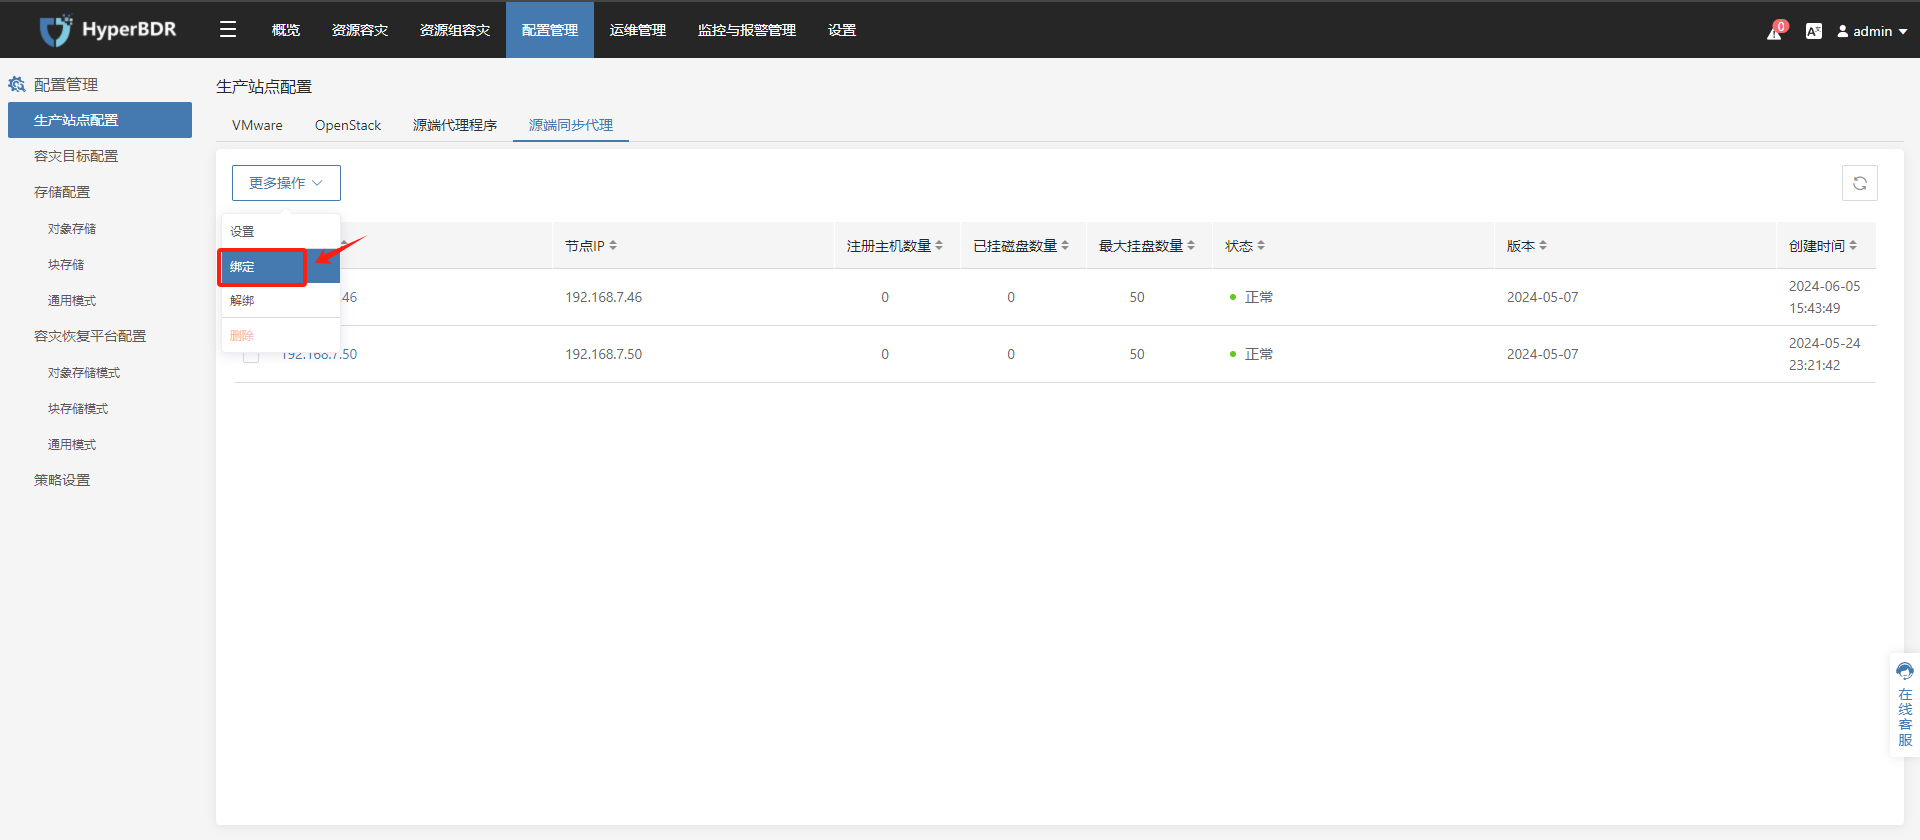 HyperBDR
概览
资源容灾
资源组容灾
配置管理
运维管理
监控与报警管理
设置
0
admin
配置管理
生产站点配置
容灾目标配置
存储配置
对象存储
块存储
通用模式
容灾恢复平台配置
对象存储模式
块存储模式
通用模式
策略设置
生产站点配置
VMware
OpenStack
源端代理程序
源端同步代理
更多操作
设置
绑定
解绑
删除
节点IP
注册主机数量
已挂磁盘数量
最大挂盘数量
状态
版本
创建时间
46
192.168.7.46
0
0
50
正常
2024-05-07
2024-06-05
15:43:49
192.168.7.50
192.168.7.50
0
0
50
正常
2024-05-07
2024-05-24
23:21:42
在
线
客
服